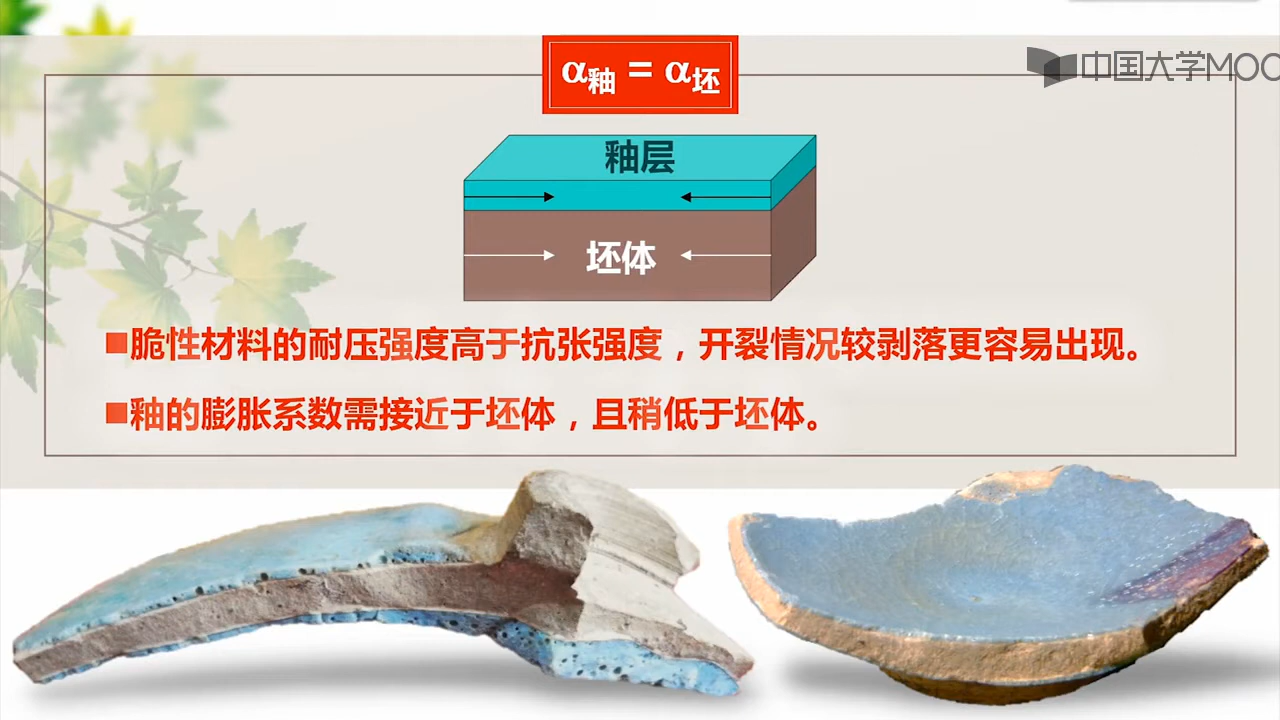 α釉 = α坯
中国大学MOOC
釉层
坯体
■脆性材料的耐压强度高于抗张强度，开裂情况较剥落更容易出现。
■釉的膨胀系数需接近于坯体，且稍低于坯体。